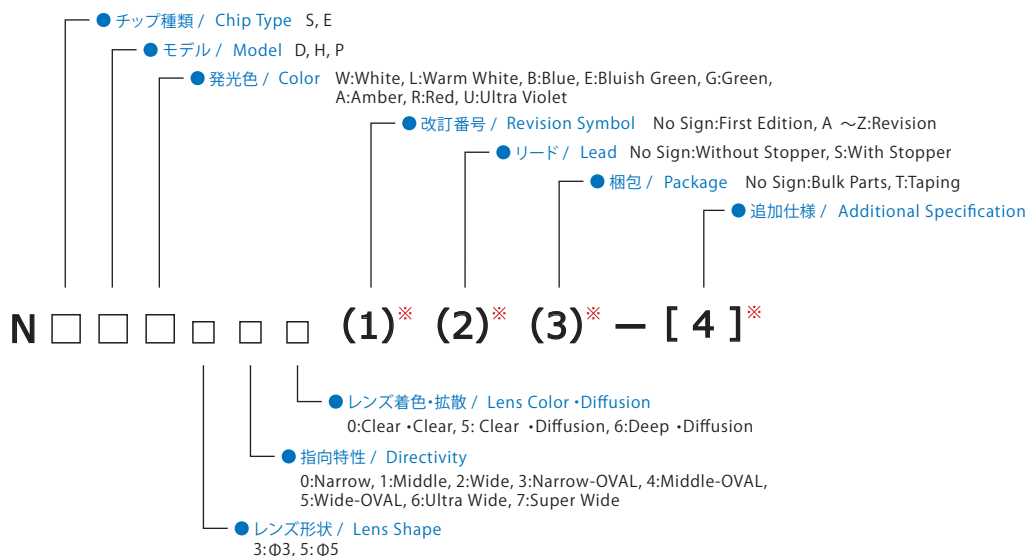 ● チップ種類 / Chip Type S, E
● モデル / Model D, H, P
● 発光色 / Color W:White, L:Warm White, B:Blue, E:Bluish Green, G:Green,
A:Amber, R:Red, U:Ultra Violet
● 改訂番号 / Revision Symbol No Sign:First Edition, A ～Z:Revision
● リード / Lead No Sign:Without Stopper, S:With Stopper
● 梱包 / Package No Sign:Bulk Parts, T:Taping
● 追加仕様 / Additional Specification
N □ □ □ □ □ □ (1)※ (2)※ (3)※ － [ 4 ]※
● レンズ着色・拡散 / Lens Color ・Diffusion
0:Clear ・Clear, 5: Clear ・Diffusion, 6:Deep ・Diffusion
● 指向特性 / Directivity
0:Narrow, 1:Middle, 2:Wide, 3:Narrow-OVAL, 4:Middle-OVAL,
5:Wide-OVAL, 6:Ultra Wide, 7:Super Wide
● レンズ形状 / Lens Shape
3:Φ3, 5:Φ5